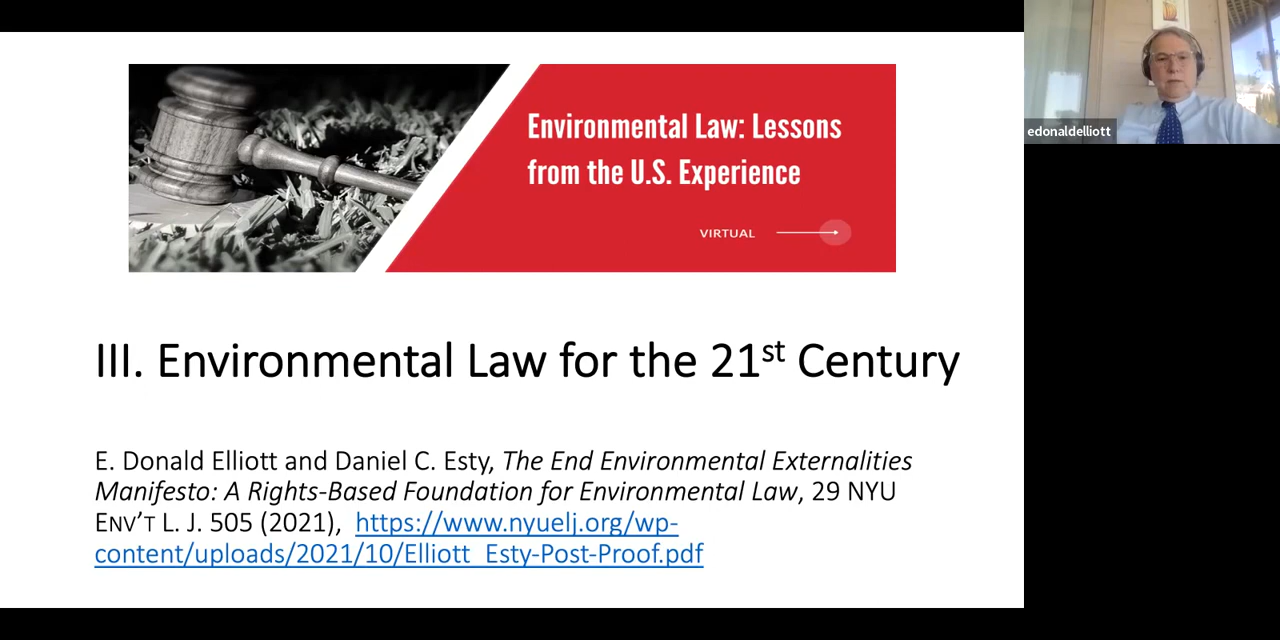 Environmental Law: Lessons
from the U.S. Experience
VIRTUAL
edonaldelliott
III. Environmental Law for the 21st Century
E. Donald Elliott and Daniel C. Esty, The End Environmental Externalities
Manifesto: A Rights-Based Foundation for Environmental Law, 29 NYU
ENV’T L. J. 505 (2021), https://www.nyuelj.org/wp-
content/uploads/2021/10/Elliott_Esty-Post-Proof.pdf